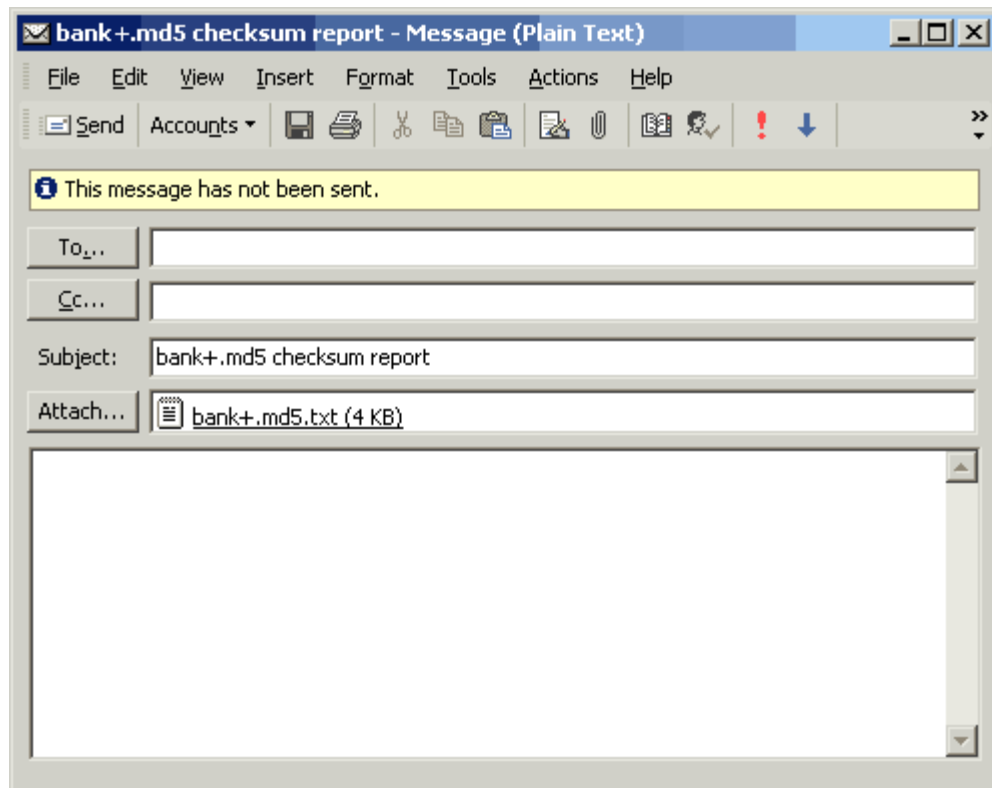 bank+.md5 checksum report - Message (Plain Text)
File Edit View Insert Format Tools Actions Help
Send Accounts
This message has not been sent.
To...
Cc...
Subject: bank+.md5 checksum report
Attach... bank+.md5.txt (4 KB)